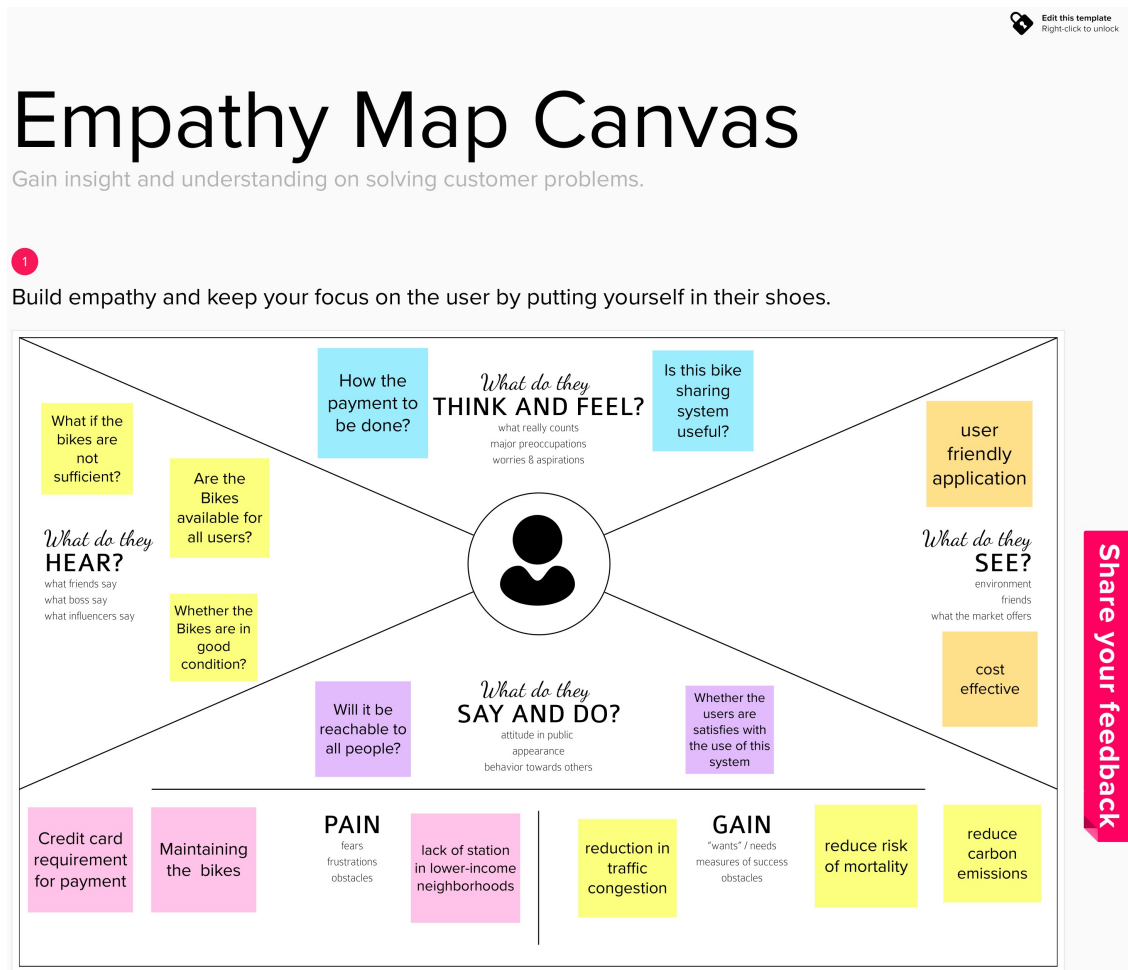 Edit this template
Right-click to unlock
Empathy Map Canvas
Gain insight and understanding on solving customer problems.
1
Build empathy and keep your focus on the user by putting yourself in their shoes.
How the
payment to
be done?
What do they
THINK AND FEEL?
what really counts
major preoccupations
worries & aspirations
Is this bike
sharing
system
useful?
What if the
bikes are
not
sufficient?
Are the
Bikes
available for
all users?
What do they
HEAR?
what friends say
what boss say
what influencers say
Whether the
Bikes are in
good
condition?
user
friendly
application
What do they
SEE?
environment
friends
what the market offers
cost
effective
Will it be
reachable to
all people?
What do they
SAY AND DO?
attitude in public
appearance
behavior towards others
Whether the
users are
satisfies with
the use of this
system
Credit card
requirement
for payment
Maintaining
the bikes
PAIN
fears
frustrations
obstacles
lack of station
in lower-income
neighborhoods
reduction in
traffic
congestion
GAIN
"wants" / needs
measures of success
obstacles
reduce risk
of mortality
reduce
carbon
emissions
Share your feedback